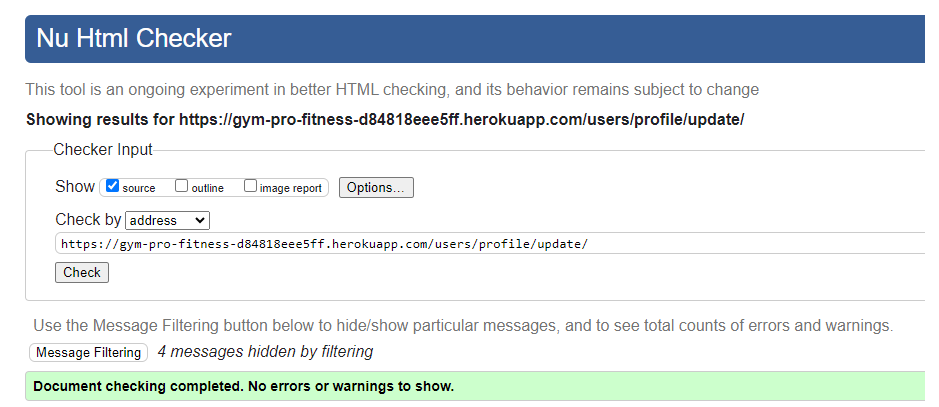 Nu Html Checker
This tool is an ongoing experiment in better HTML checking, and its behavior remains subject to change
Showing results for https://gym-pro-fitness-d84818eee5ff.herokuapp.com/users/profile/update/
Checker Input
Show source outline image report Options...
Check by address
https://gym-pro-fitness-d84818eee5ff.herokuapp.com/users/profile/update/
Check
Use the Message Filtering button below to hide/show particular messages, and to see total counts of errors and warnings.
Message Filtering 4 messages hidden by filtering
Document checking completed. No errors or warnings to show.